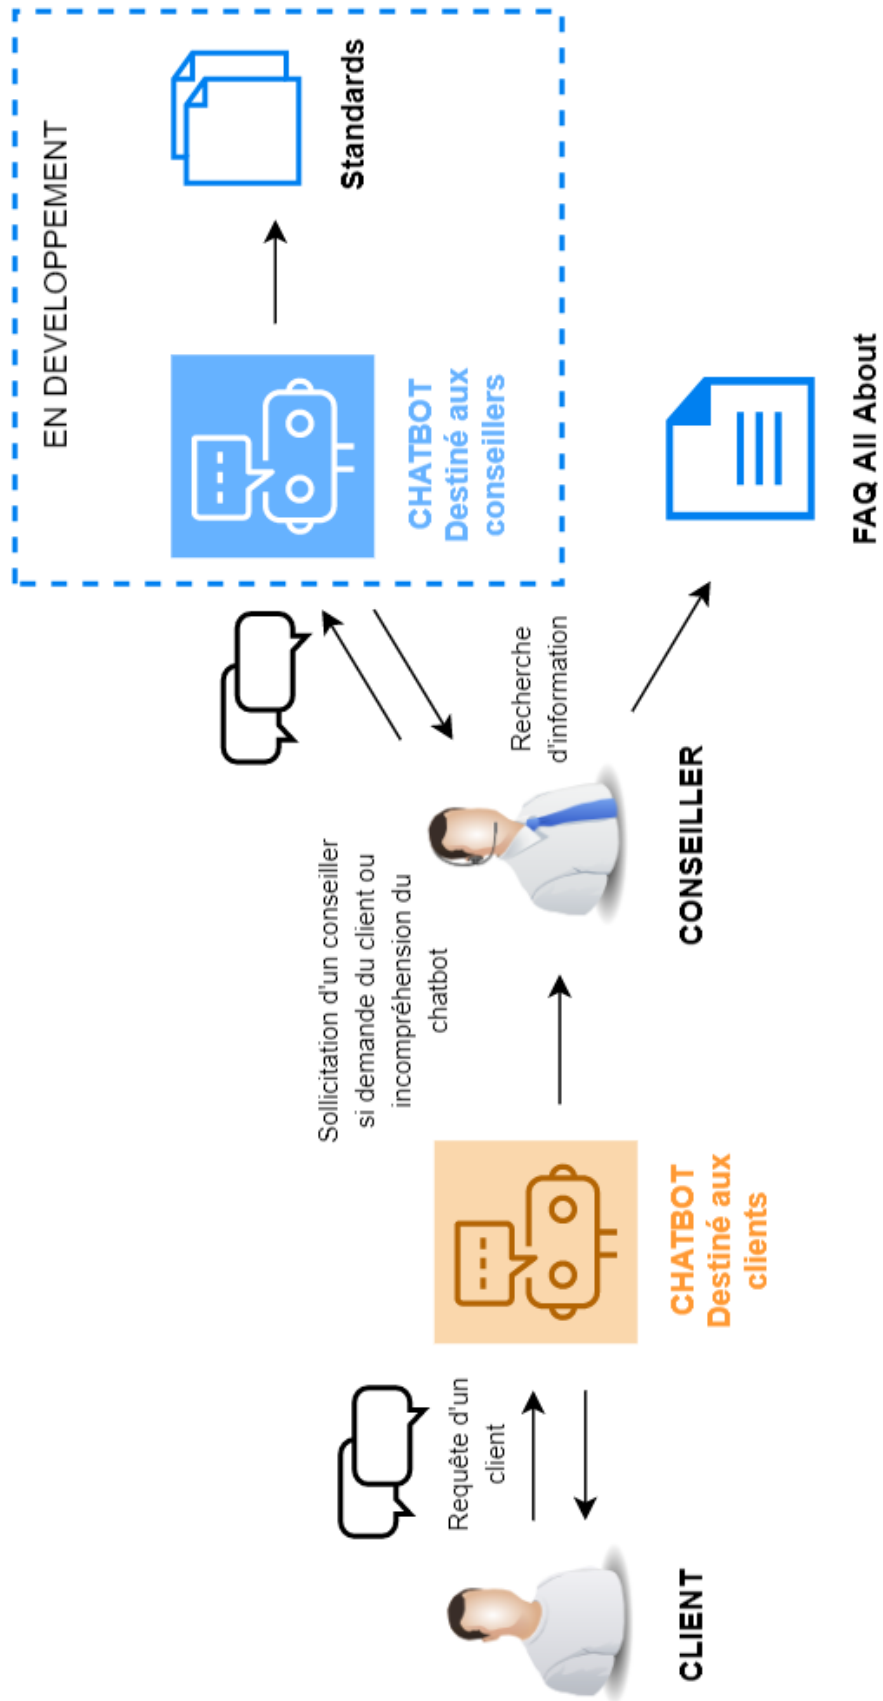 EN DEVELOPPEMENT
Standards
CHATBOT
Destiné aux
conseillers
Sollicitation d'un conseiller
si demande du client ou
incompréhension du
chatbot
Requête d'un
client
Recherche
d'information
CLIENT
CHATBOT
Destiné aux
clients
CONSEILLER
FAQ All About